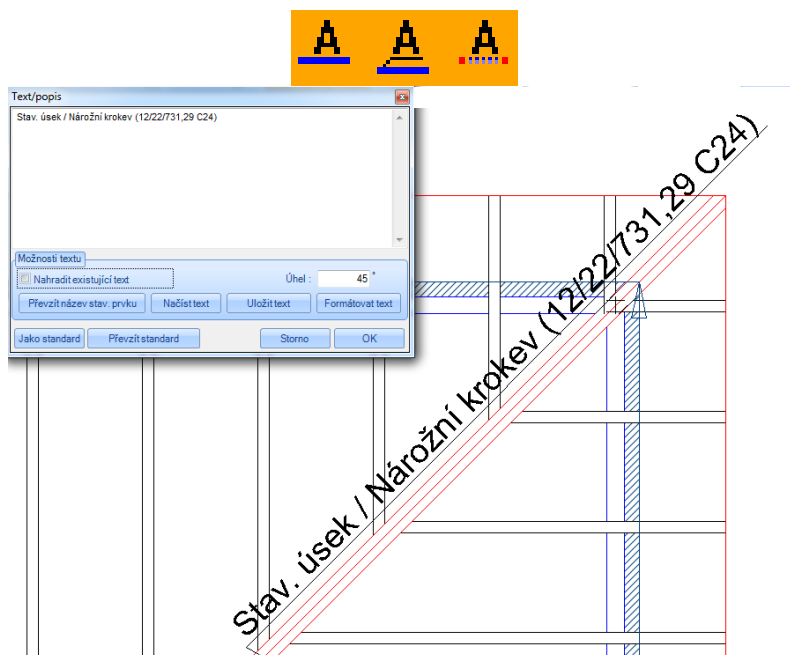 A A A
Text/popis
Stav. úsek / Nárožní krokev (12/22/731,29 C24)
Možnosti textu
Nahradit existující text
Úhel : 45 °
Převzít název stav. prvku Načíst text Uložit text Formátovat text
Jako standard Převzít standard Storno OK
Stav. úsek / Nárožní krokev (12/22/731,29 C24)